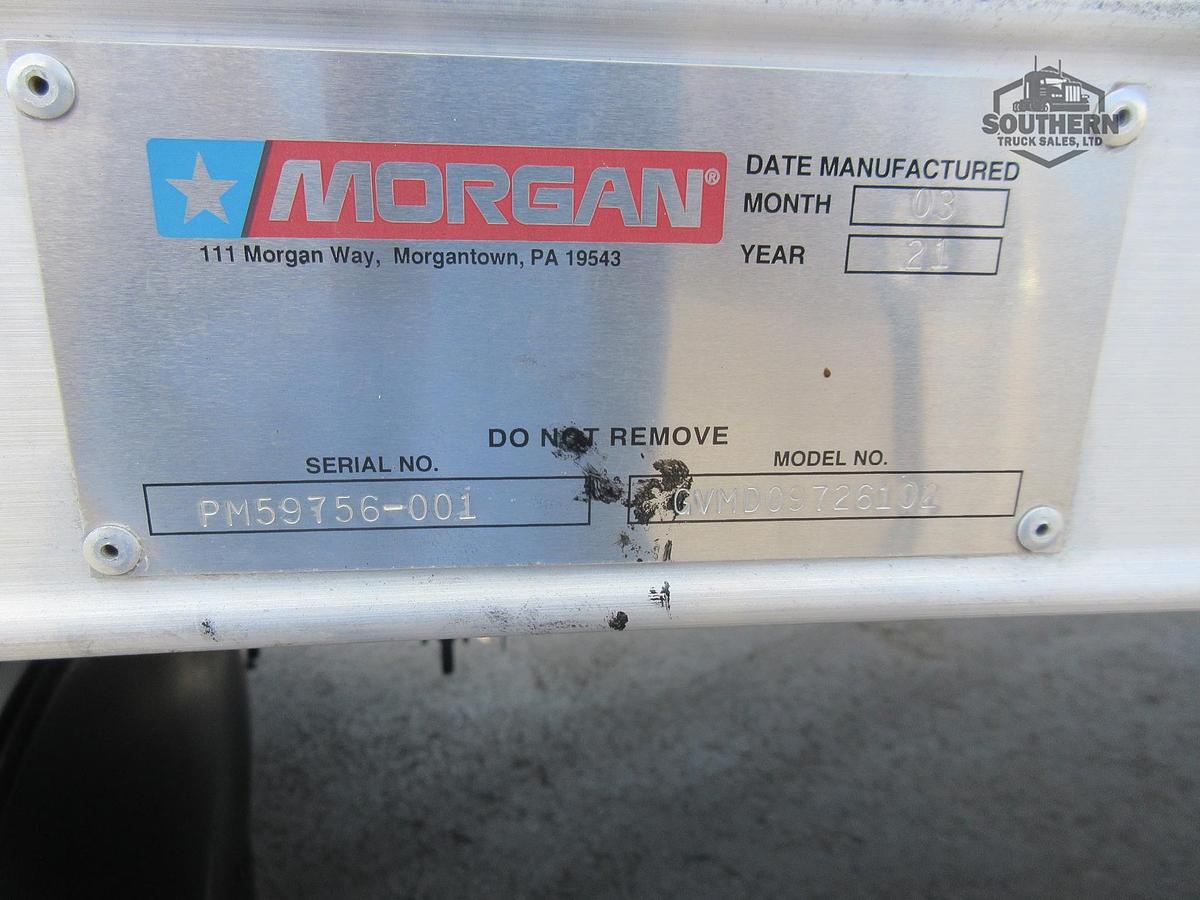 SOUTHERN
TRUCK SALES, LTD
MORGAN®
111 Morgan Way, Morgantown, PA 19543
DATE MANUFACTURED
MONTH 03
YEAR 21
DO NOT REMOVE
SERIAL NO.
PM59756-001
MODEL NO.
GVMD09726102